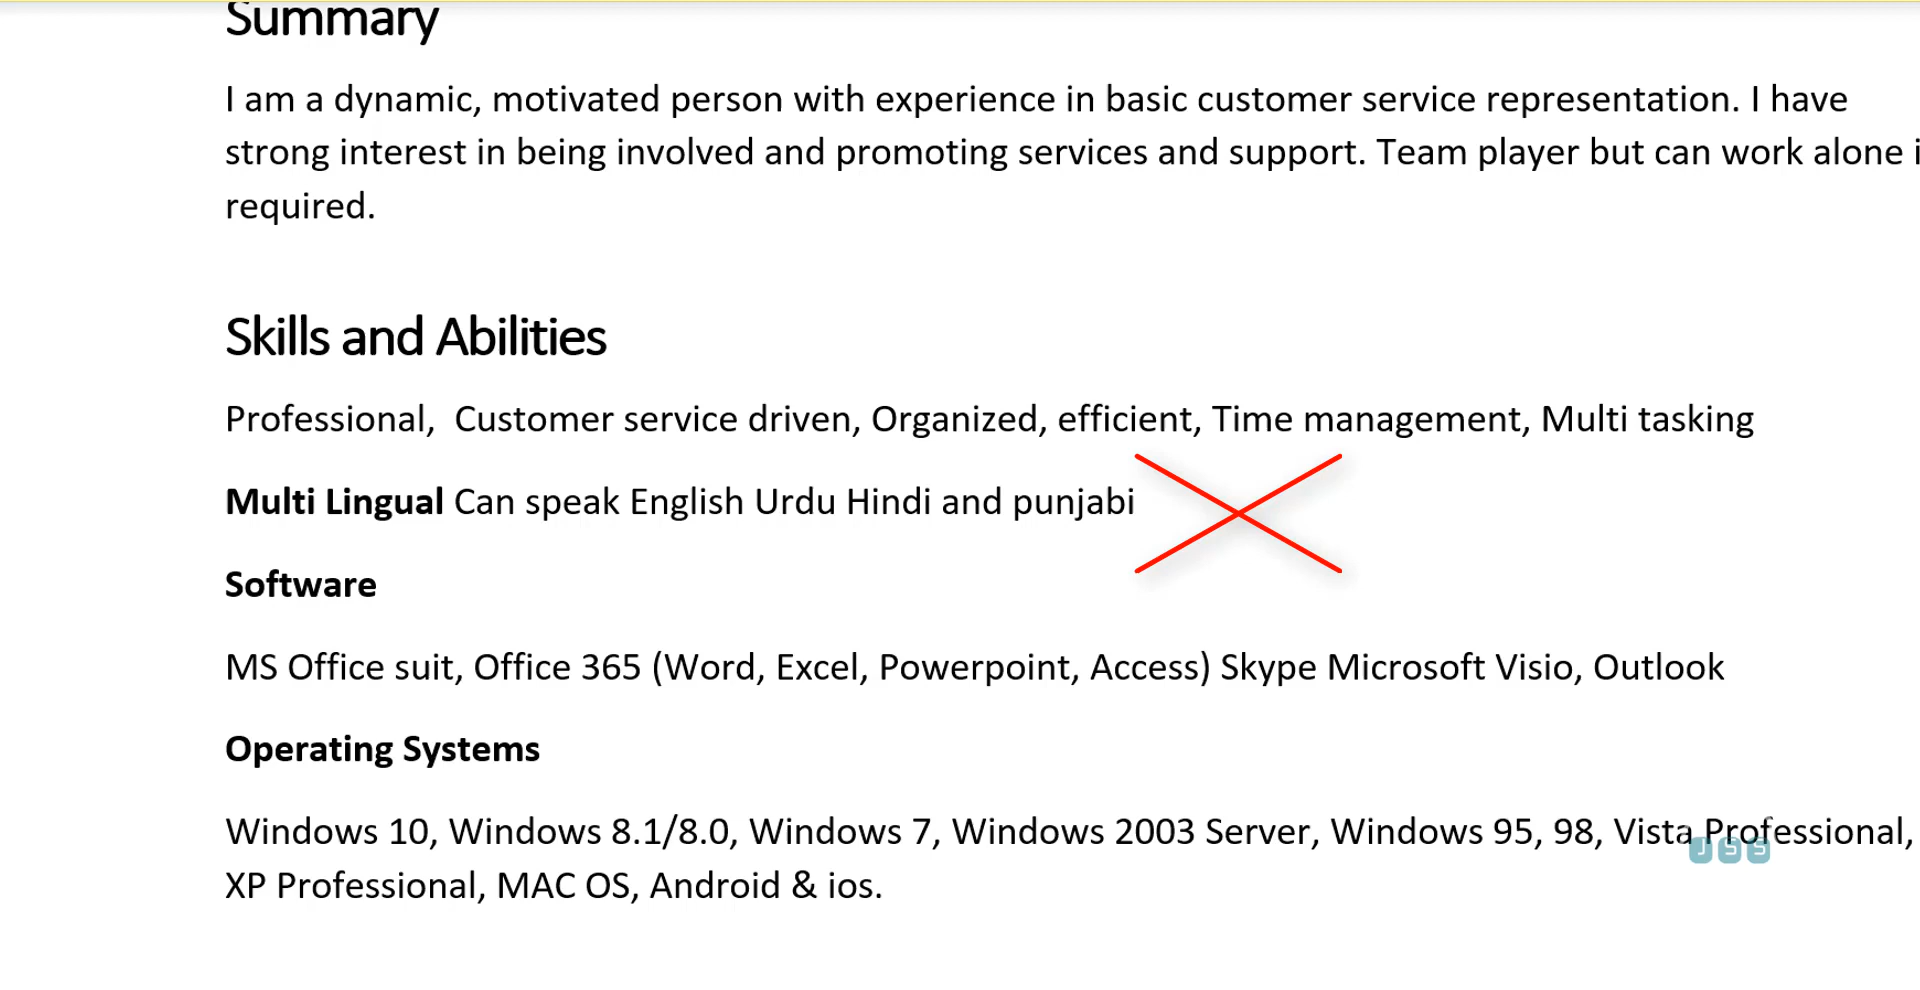 Summary
I am a dynamic, motivated person with experience in basic customer service representation. I have
strong interest in being involved and promoting services and support. Team player but can work alone
required.
Skills and Abilities
Professional,  Customer service driven, Organized, efficient, Time management, Multi tasking
Multi Lingual Can speak English Urdu Hindi and punjabi
Software
MS Office suit, Office 365 (Word, Excel, Powerpoint, Access) Skype Microsoft Visio, Outlook
Operating Systems
Windows 10, Windows 8.1/8.0, Windows 7, Windows 2003 Server, Windows 95, 98, Vista Professional,
JSS
XP Professional, MAC OS, Android & ios.